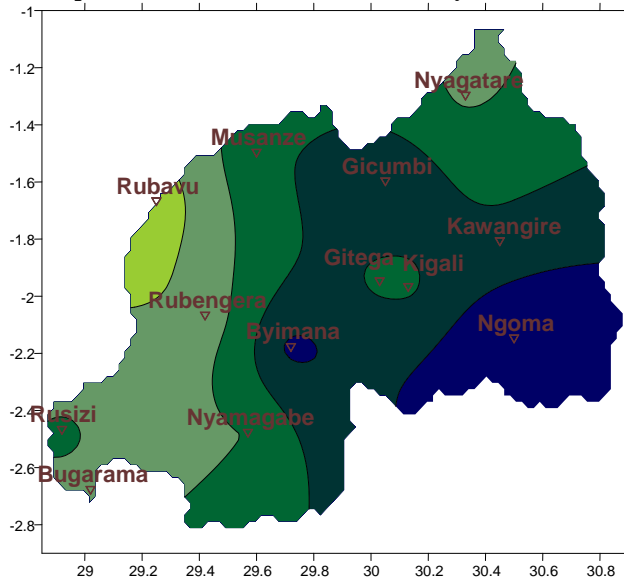 -1
-1.2
Nyagatare
-1.4
Musanze
Gicumbi
-1.6
Rubavu
-1.8
Kawangire
Gitega Kigali
-2
Rubengera
Byimana
Ngoma
-2.2
-2.4
Rusizi
Nyamagabe
-2.6
Bugarama
-2.8
29 29.2 29.4 29.6 29.8 30 30.2 30.4 30.6 30.8